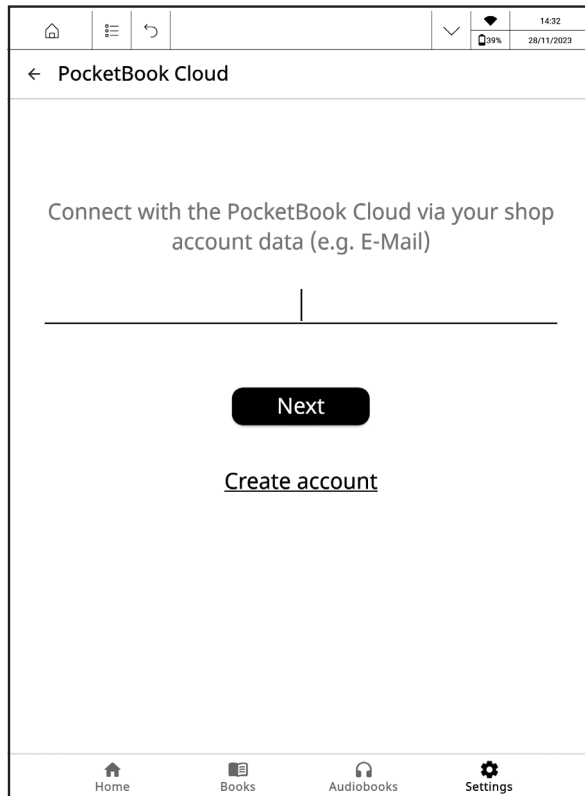 14:32
39%
28/11/2023
PocketBook Cloud
Connect with the PocketBook Cloud via your shop
account data (e.g. E-Mail)
Next
Create account
Home
Books
Audiobooks
Settings